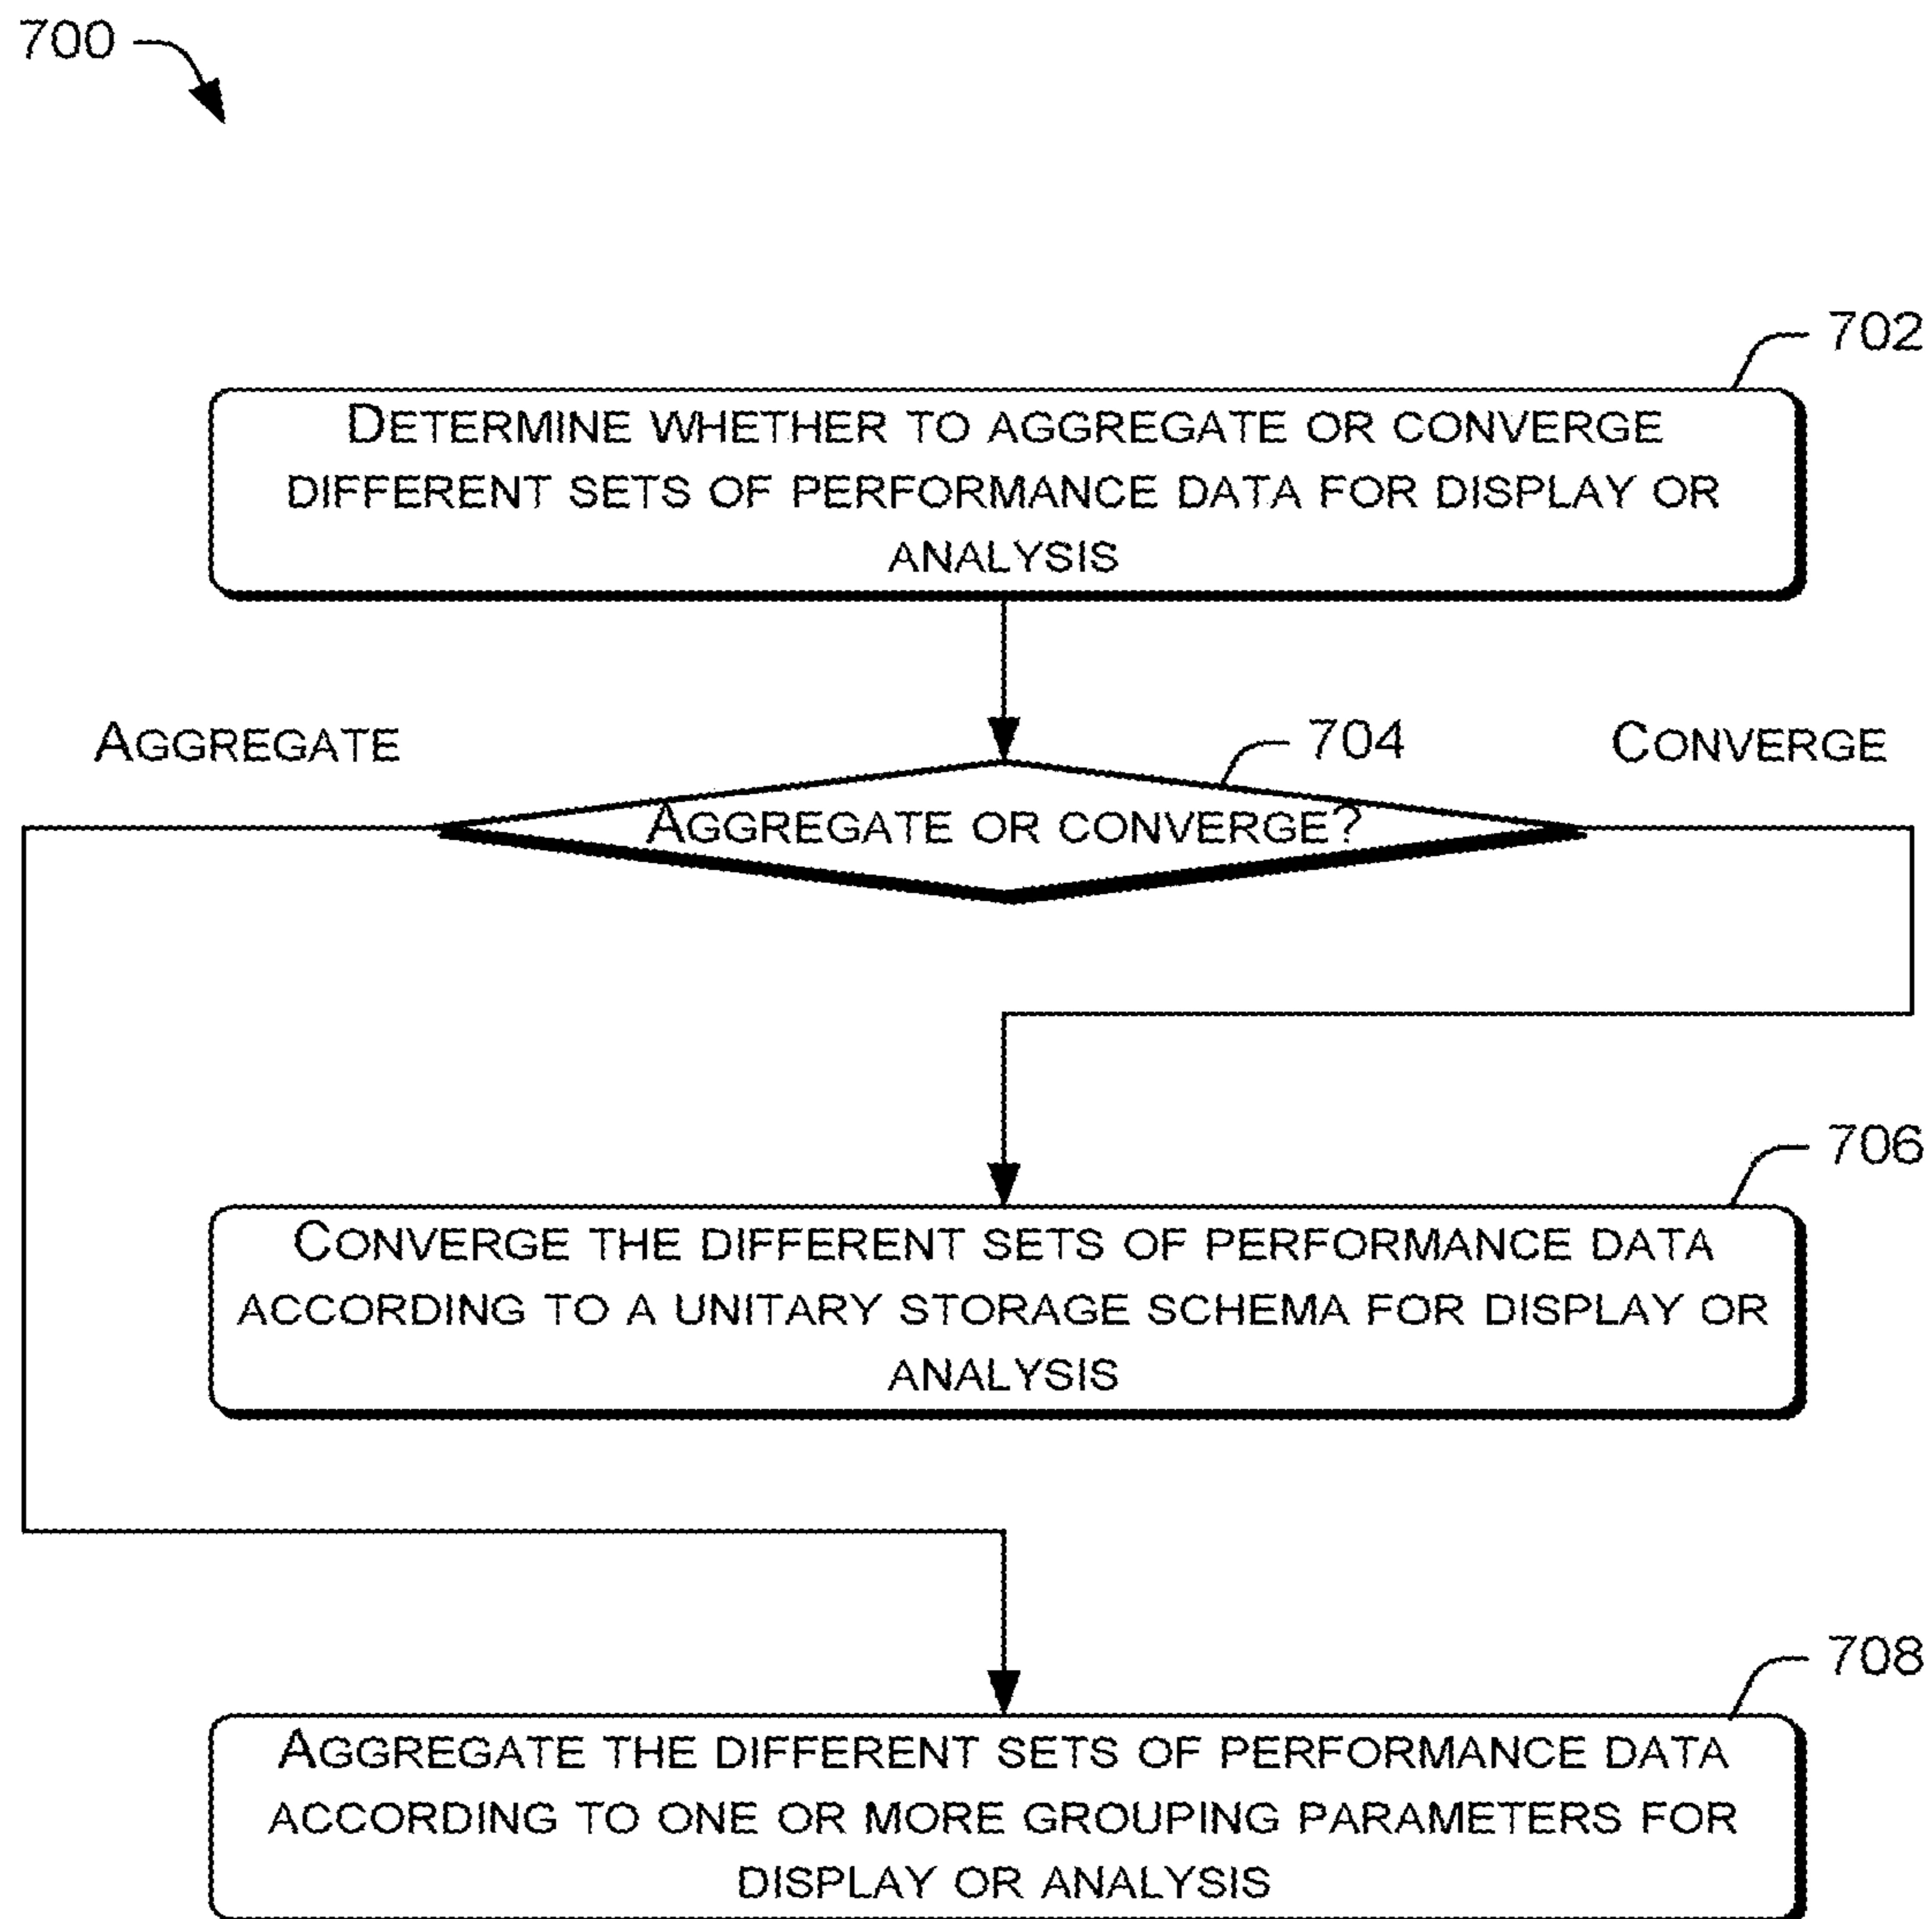 700
702
DETERMINE WHETHER TO AGGREGATE OR CONVERGE
DIFFERENT SETS OF PERFORMANCE DATA FOR DISPLAY OR
ANALYSIS
AGGREGATE
704
CONVERGE
AGGREGATE OR CONVERGE?
706
CONVERGE THE DIFFERENT SETS OF PERFORMANCE DATA
ACCORDING TO A UNITARY STORAGE SCHEMA FOR DISPLAY OR
ANALYSIS
708
AGGREGATE THE DIFFERENT SETS OF PERFORMANCE DATA
ACCORDING TO ONE OR MORE GROUPING PARAMETERS FOR
DISPLAY OR ANALYSIS